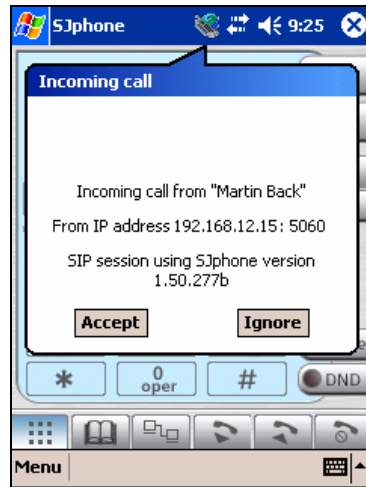 SJphone 9:25
Incoming call
Incoming call from "Martin Back"
From IP address 192.168.12.15: 5060
SIP session using SJphone version
1.50.277b
Accept Ignore
* 0 # DND
oper
Menu